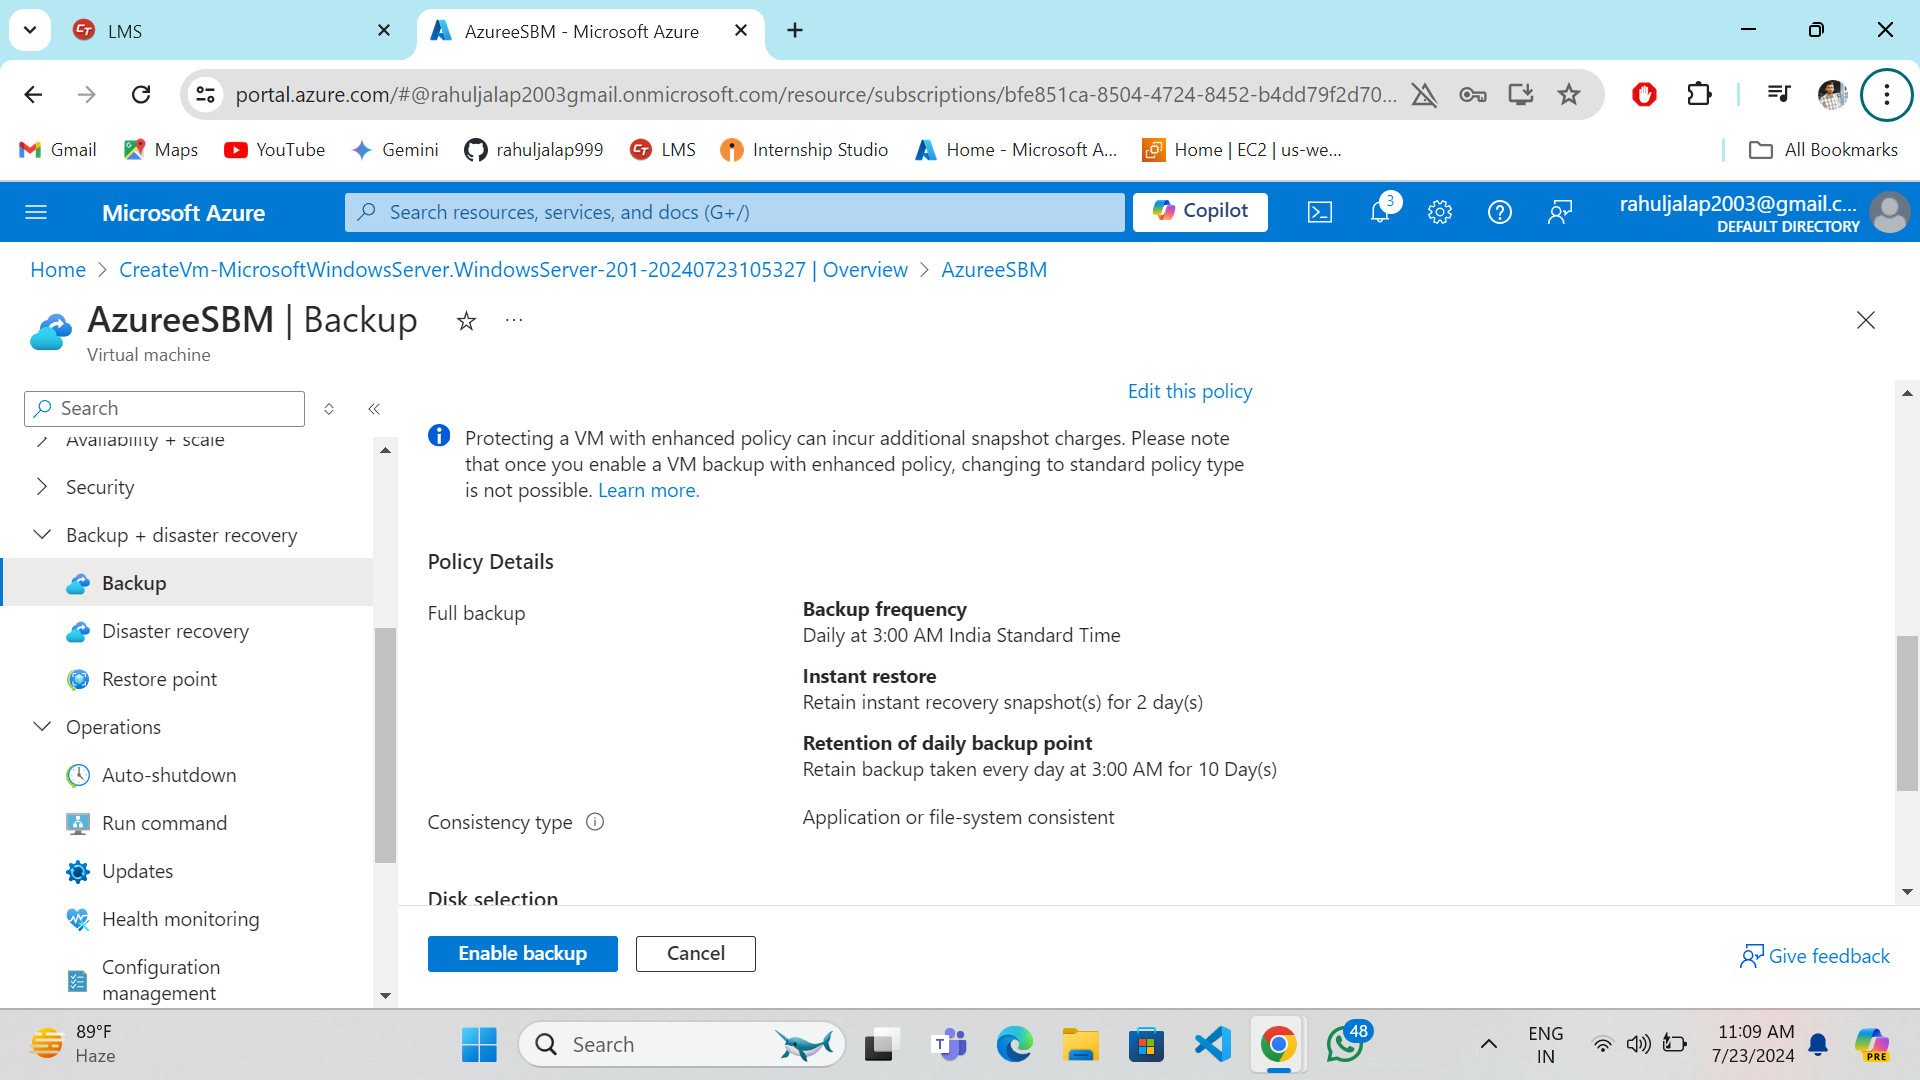 LMS
AzureeSBM - Microsoft Azure
portal.azure.com/#@rahuljalap2003gmail.onmicrosoft.com/resource/subscriptions/bfe851ca-8504-4724-8452-b4dd79f2d70...
Gmail
Maps
YouTube
Gemini
rahuljalap999
LMS
Internship Studio
Home - Microsoft A...
Home | EC2 | us-we...
All Bookmarks
Microsoft Azure
Search resources, services, and docs (G+/)
Copilot
3
rahuljalap2003@gmail.c...
DEFAULT DIRECTORY
Home > CreateVm-MicrosoftWindowsServer.WindowsServer-201-20240723105327 | Overview > AzureeSBM
AzureeSBM | Backup
Virtual machine
Search
Availability + scale
Security
Backup + disaster recovery
Backup
Disaster recovery
Restore point
Operations
Auto-shutdown
Run command
Updates
Health monitoring
Configuration
management
Edit this policy
Protecting a VM with enhanced policy can incur additional snapshot charges. Please note
that once you enable a VM backup with enhanced policy, changing to standard policy type
is not possible. Learn more.
Policy Details
Full backup
Backup frequency
Daily at 3:00 AM India Standard Time
Instant restore
Retain instant recovery snapshot(s) for 2 day(s)
Retention of daily backup point
Retain backup taken every day at 3:00 AM for 10 Day(s)
Consistency type
Application or file-system consistent
Disk selection
Enable backup
Cancel
Give feedback
89°F
Haze
Search
48
ENG
IN
11:09 AM
7/23/2024
PRE